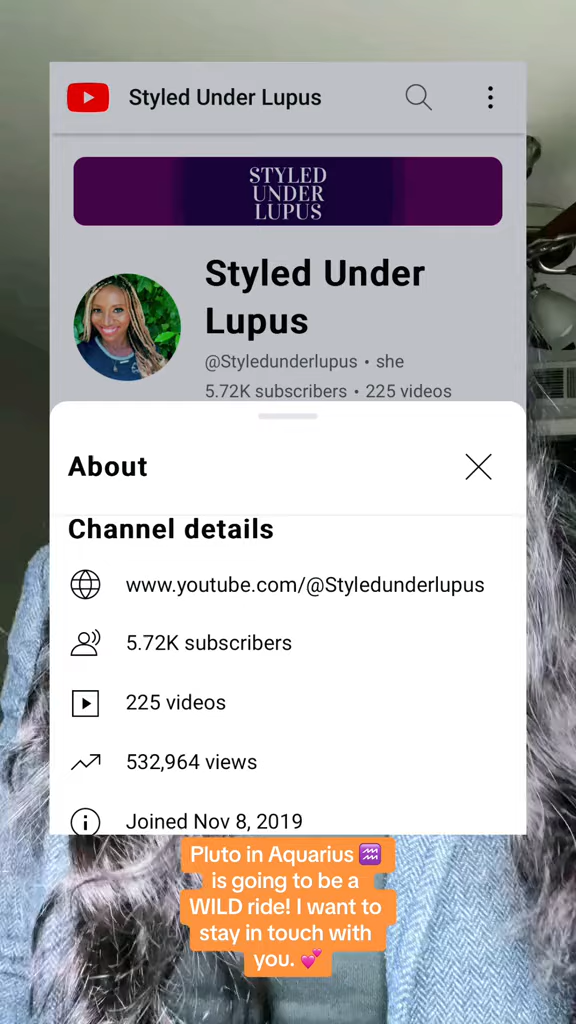 Styled Under Lupus
STYLED
UNDER
LUPUS
Styled Under
Lupus
@Styledunderlupus • she
5.72K subscribers • 225 videos
About
Channel details
www.youtube.com/@Styledunderlupus
5.72K subscribers
225 videos
532,964 views
Joined Nov 8, 2019
Pluto in Aquarius ♒
is going to be a
WILD ride! I want to
stay in touch with
you. 💕